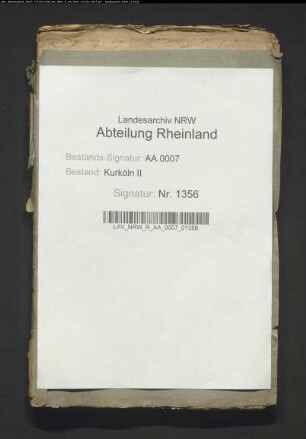 Landesarchiv NRW
Abteilung Rheinland
Bestands-Signatur: AA 0007
Bestand: Kurköln II
Signatur: Nr. 1356
LAV_NRW_R_AA_0007_01356